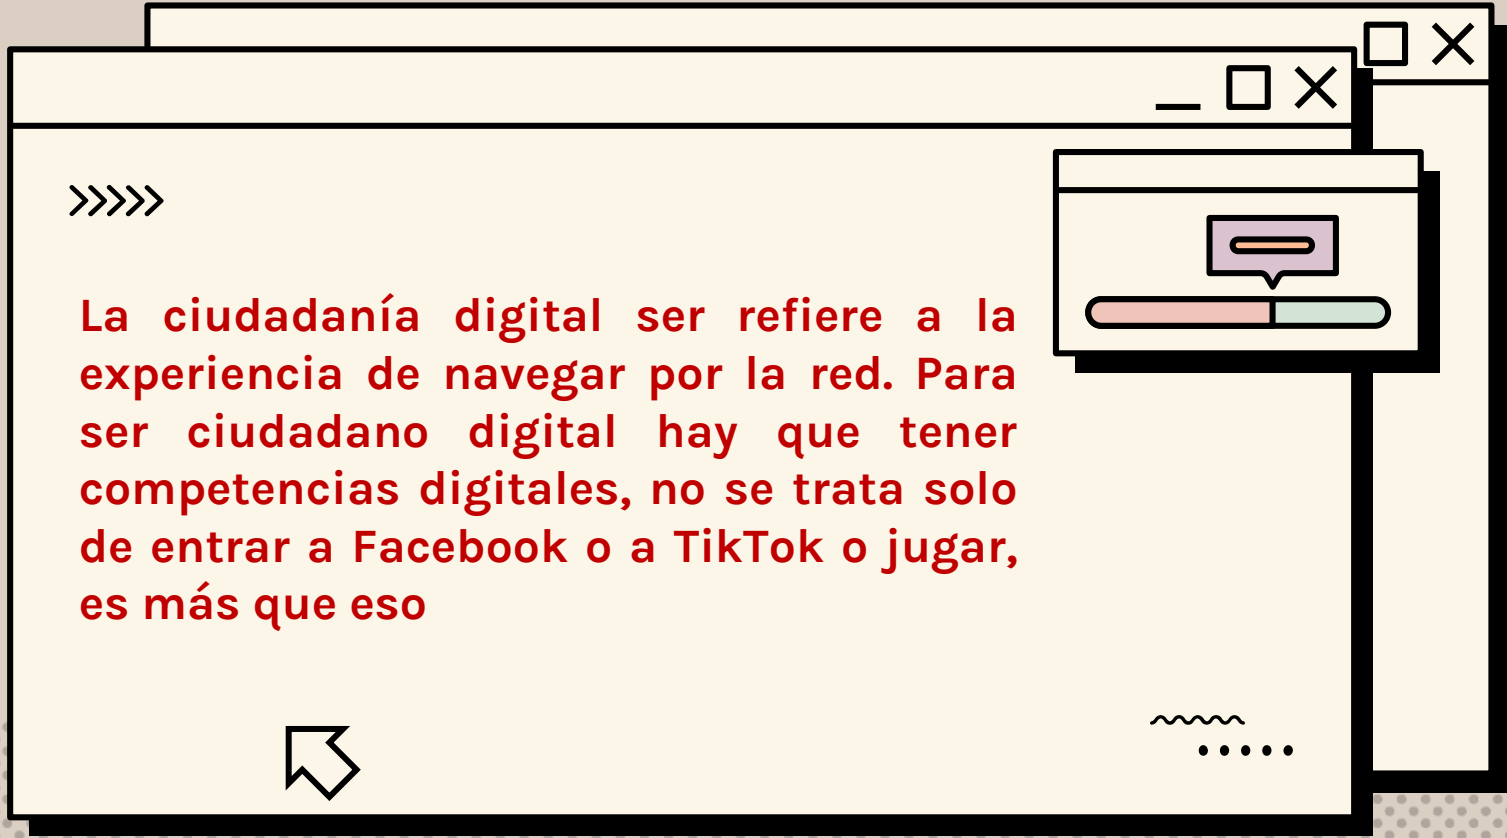 La ciudadanía digital ser refiere a la
experiencia de navegar por la red. Para
ser ciudadano digital hay que tener
competencias digitales, no se trata solo
de entrar a Facebook o a TikTok o jugar,
es más que eso